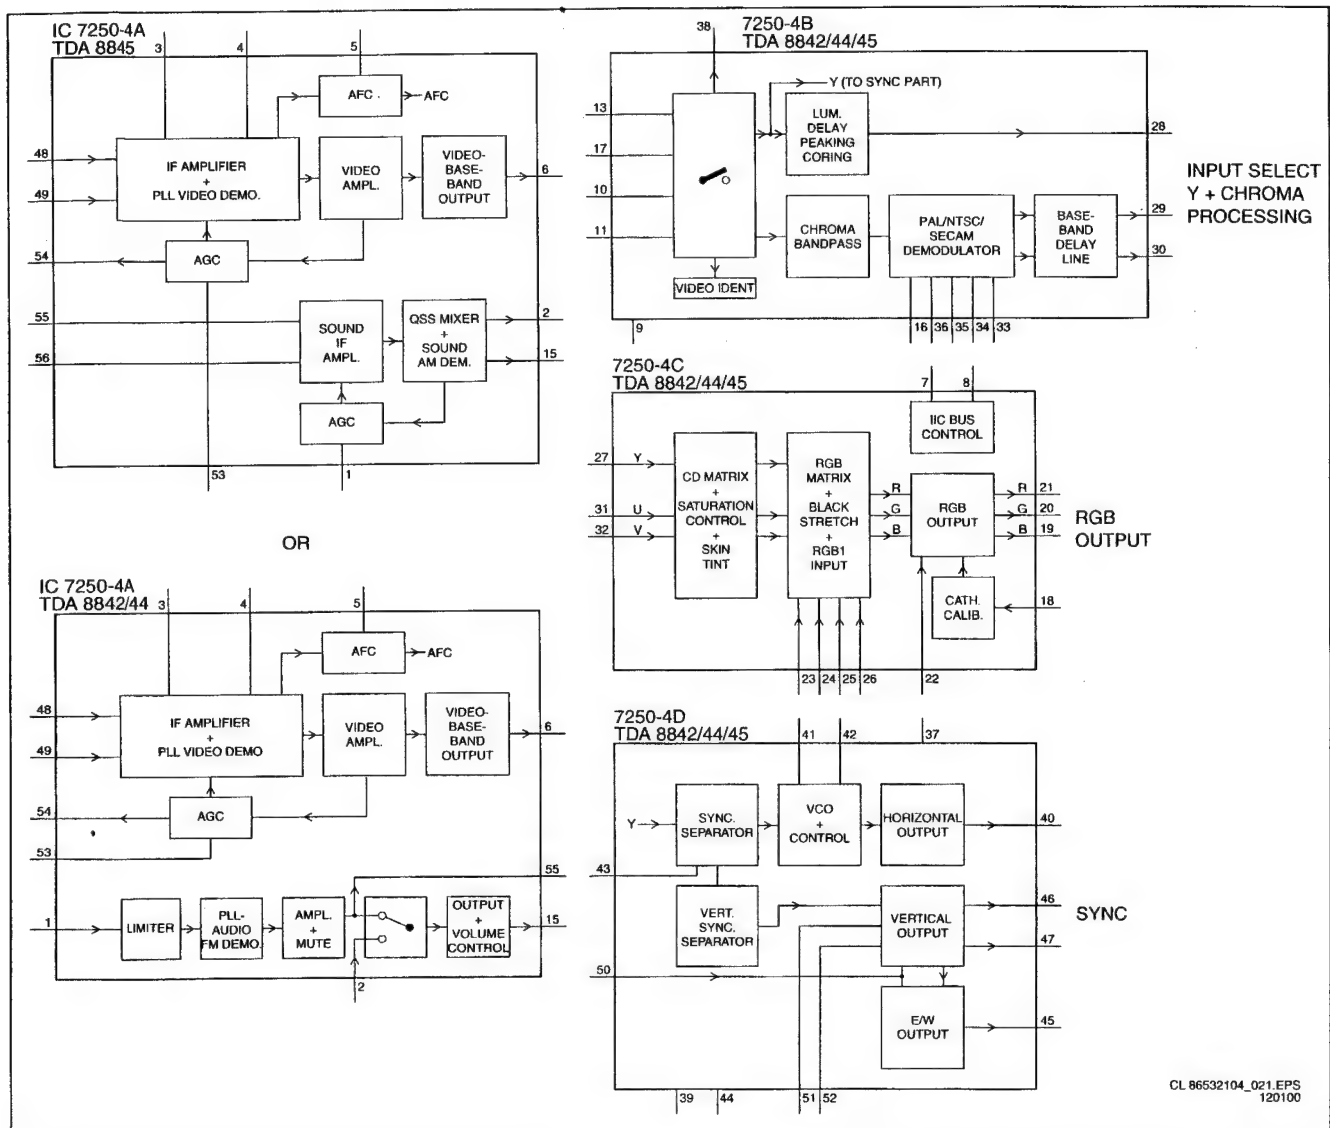 IC 7250-4A
TDA 8845
3
4
5
AFC .
AFC
48
49
IF AMPLIFIER
+
PLL VIDEO DEMO.
VIDEO
AMPL.
VIDEO-
BASE-
BAND
OUTPUT
6
54
AGC
55
56
SOUND
IF
AMPL.
QSS MIXER
+
SOUND
AM DEM.
2
15
AGC
53
1
OR
IC 7250-4A
TDA 8842/44
3
4
5
AFC
AFC
48
49
IF AMPLIFIER
+
PLL VIDEO DEMO
VIDEO
AMPL.
VIDEO-
BASE-
BAND
OUTPUT
6
54
AGC
53
55
1
LIMITER
PLL-
AUDIO
FM DEMO.
AMPL.
+
MUTE
OUTPUT
+
VOLUME
CONTROL
15
2
38
7250-4B
TDA 8842/44/45
Y (TO SYNC PART)
13
17
10
11
LUM.
DELAY
PEAKING
CORING
28
CHROMA
BANDPASS
PAL/NTSC/
SECAM
DEMODULATOR
BASE-
BAND
DELAY
LINE
29
30
VIDEO IDENT
9
16
36
35
34
33
INPUT SELECT
Y + CHROMA
PROCESSING
7250-4C
TDA 8842/44/45
7
8
IIC BUS
CONTROL
27
Y
31
U
32
V
CD MATRIX
+
SATURATION
CONTROL
+
SKIN
TINT
RGB
MATRIX
+
BLACK
STRETCH
+
RGB1
INPUT
R
G
B
RGB
OUTPUT
R
G
B
21
20
19
CATH.
CALIB.
18
23
24
25
26
22
RGB
OUTPUT
7250-4D
TDA 8842/44/45
41
42
37
Y
SYNC.
SEPARATOR
VCO
+
CONTROL
HORIZONTAL
OUTPUT
40
43
VERT.
SYNC.
SEPARATOR
VERTICAL
OUTPUT
46
47
50
E/W
OUTPUT
45
39
44
51
52
SYNC
CL 86532104_021.EPS
120100